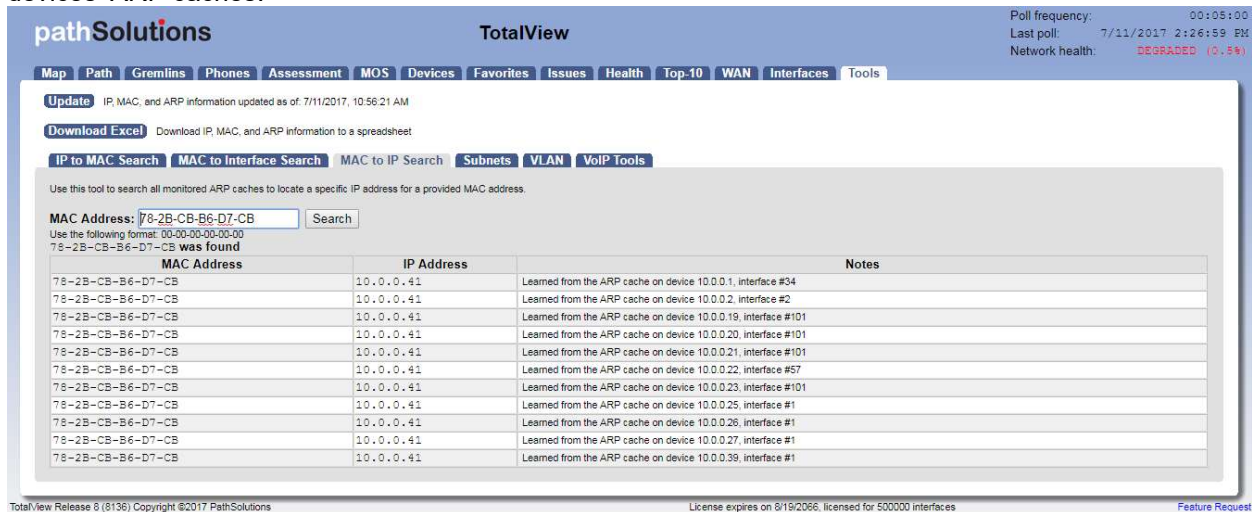 pathSolutions
TotalView
Poll frequency: 00:05:00
Last poll: 7/11/2017 2:26:59 PM
Network health: DEGRADED (0.5%)
Map Path Gremlins Phones Assessment MOS Devices Favorites Issues Health Top-10 WAN Interfaces Tools
Update IP, MAC, and ARP information updated as of: 7/11/2017, 10:56:21 AM
Download Excel Download IP, MAC, and ARP information to a spreadsheet
IP to MAC Search MAC to Interface Search MAC to IP Search Subnets VLAN VoIP Tools
Use this tool to search all monitored ARP caches to locate a specific IP address for a provided MAC address.
MAC Address: 78-2B-CB-B6-D7-CB Search
Use the following format: 00-00-00-00-00-00
78-2B-CB-B6-D7-CB was found
MAC Address IP Address Notes
78-2B-CB-B6-D7-CB 10.0.0.41 Learned from the ARP cache on device 10.0.0.1, interface #34
78-2B-CB-B6-D7-CB 10.0.0.41 Learned from the ARP cache on device 10.0.0.2, interface #2
78-2B-CB-B6-D7-CB 10.0.0.41 Learned from the ARP cache on device 10.0.0.19, interface #101
78-2B-CB-B6-D7-CB 10.0.0.41 Learned from the ARP cache on device 10.0.0.20, interface #101
78-2B-CB-B6-D7-CB 10.0.0.41 Learned from the ARP cache on device 10.0.0.21, interface #101
78-2B-CB-B6-D7-CB 10.0.0.41 Learned from the ARP cache on device 10.0.0.22, interface #57
78-2B-CB-B6-D7-CB 10.0.0.41 Learned from the ARP cache on device 10.0.0.23, interface #101
78-2B-CB-B6-D7-CB 10.0.0.41 Learned from the ARP cache on device 10.0.0.25, interface #1
78-2B-CB-B6-D7-CB 10.0.0.41 Learned from the ARP cache on device 10.0.0.26, interface #1
78-2B-CB-B6-D7-CB 10.0.0.41 Learned from the ARP cache on device 10.0.0.27, interface #1
78-2B-CB-B6-D7-CB 10.0.0.41 Learned from the ARP cache on device 10.0.0.39, interface #1
TotalView Release 8 (8136) Copyright ©2017 PathSolutions
License expires on 8/19/2066, licensed for 500000 interfaces
Feature Request